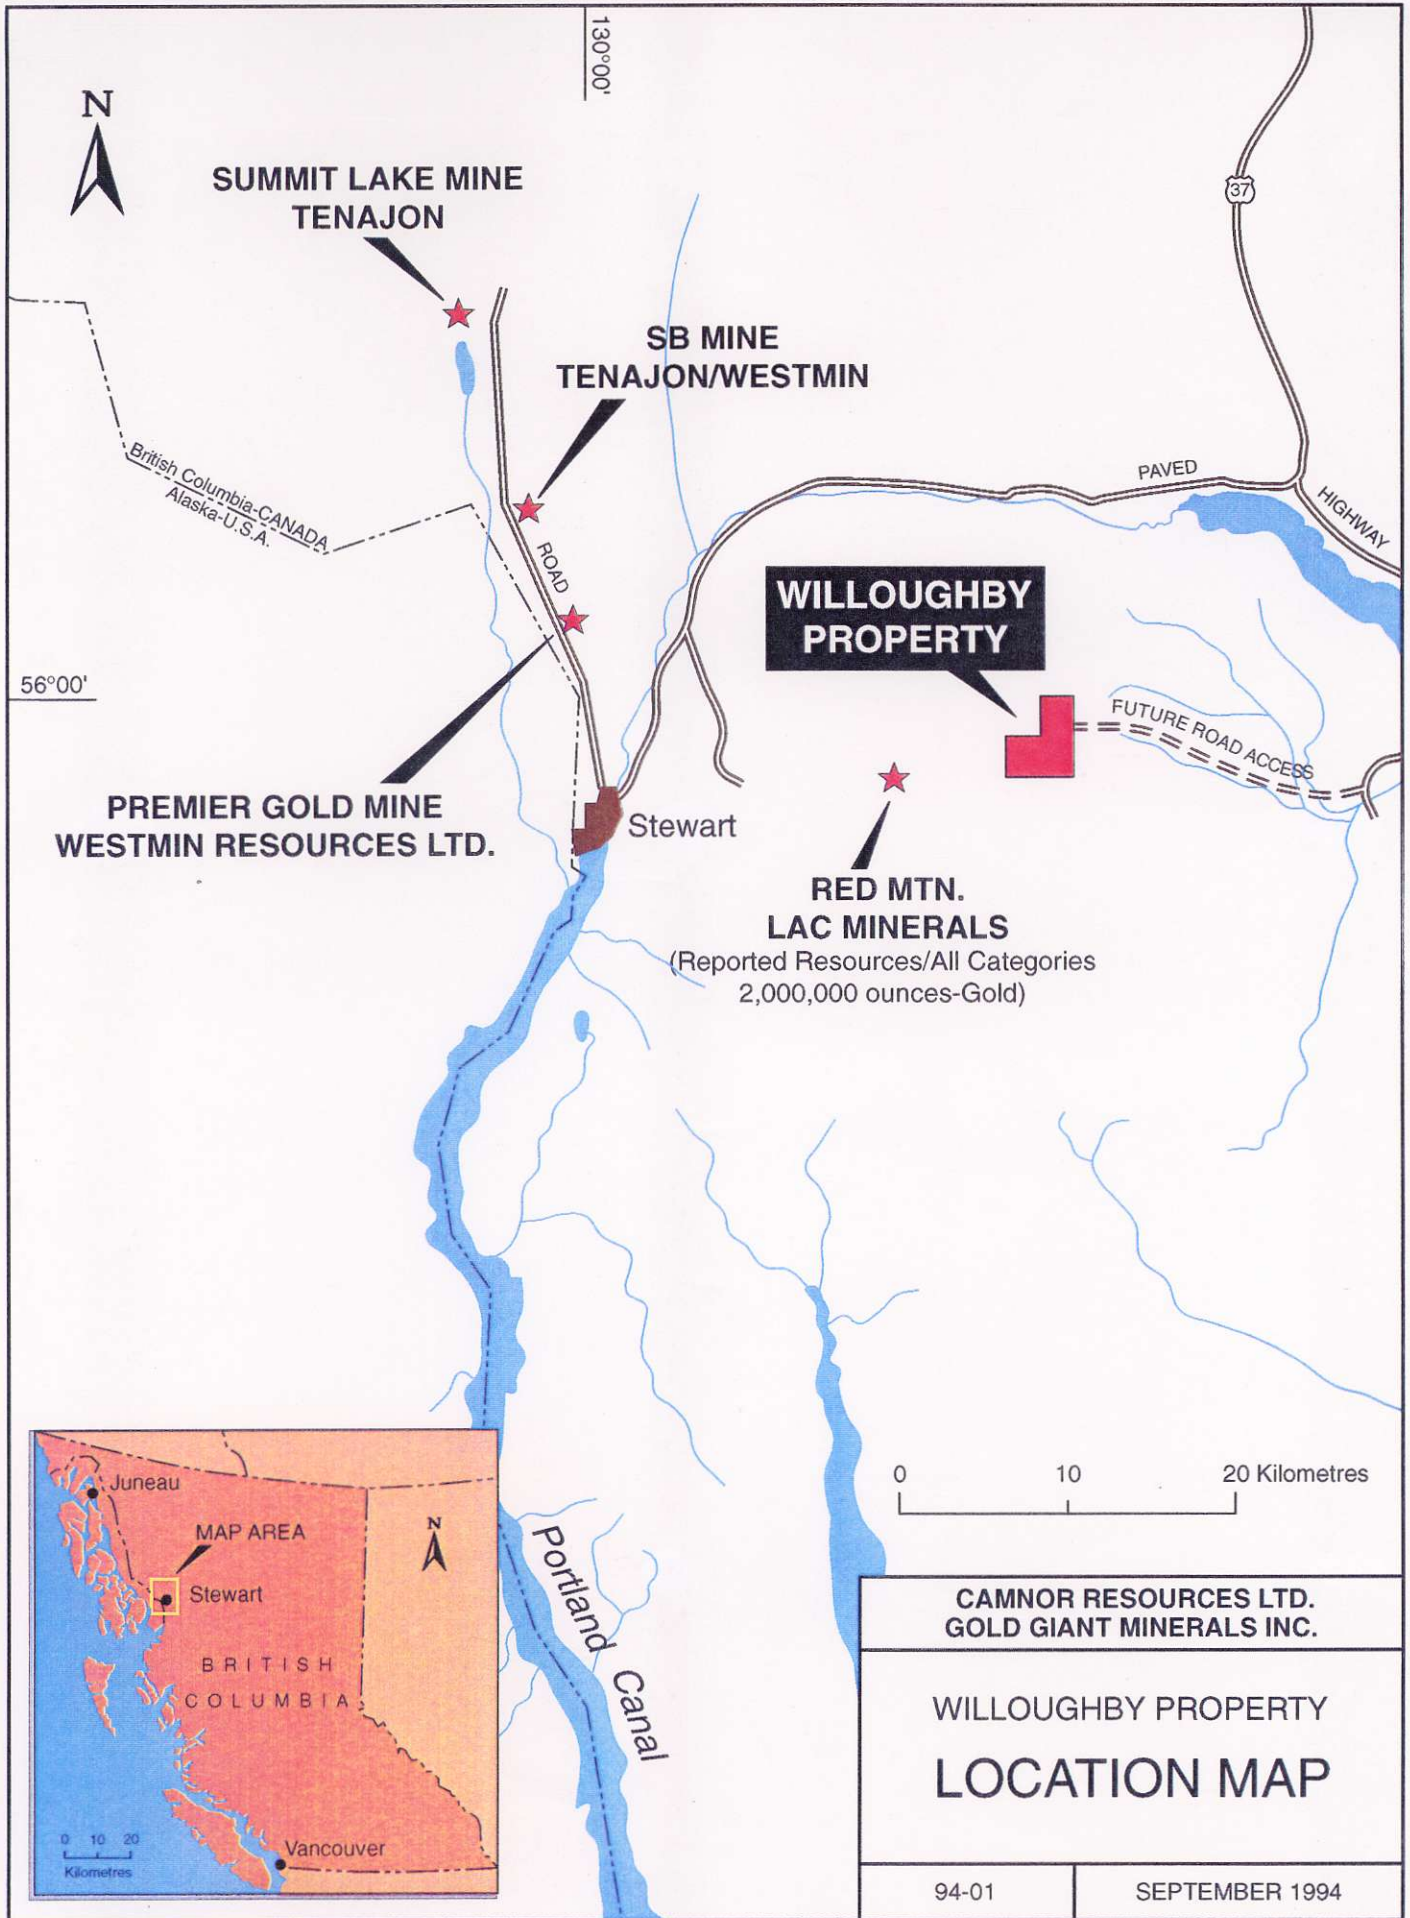 130°00'
N
37
SUMMIT LAKE MINE
TENAJON
SB MINE
TENAJON/WESTMIN
British Columbia-CANADA
Alaska-U.S.A.
PAVED
HIGHWAY
ROAD
WILLOUGHBY
PROPERTY
56°00'
FUTURE ROAD ACCESS
PREMIER GOLD MINE
WESTMIN RESOURCES LTD.
Stewart
RED MTN.
LAC MINERALS
(Reported Resources/All Categories
2,000,000 ounces-Gold)
0 10 20 Kilometres
Portland Canal
Juneau
N
MAP AREA
Stewart
BRITISH
COLUMBIA
Vancouver
0 10 20
Kilometres
CAMNOR RESOURCES LTD.
GOLD GIANT MINERALS INC.
WILLOUGHBY PROPERTY
LOCATION MAP
94-01
SEPTEMBER 1994